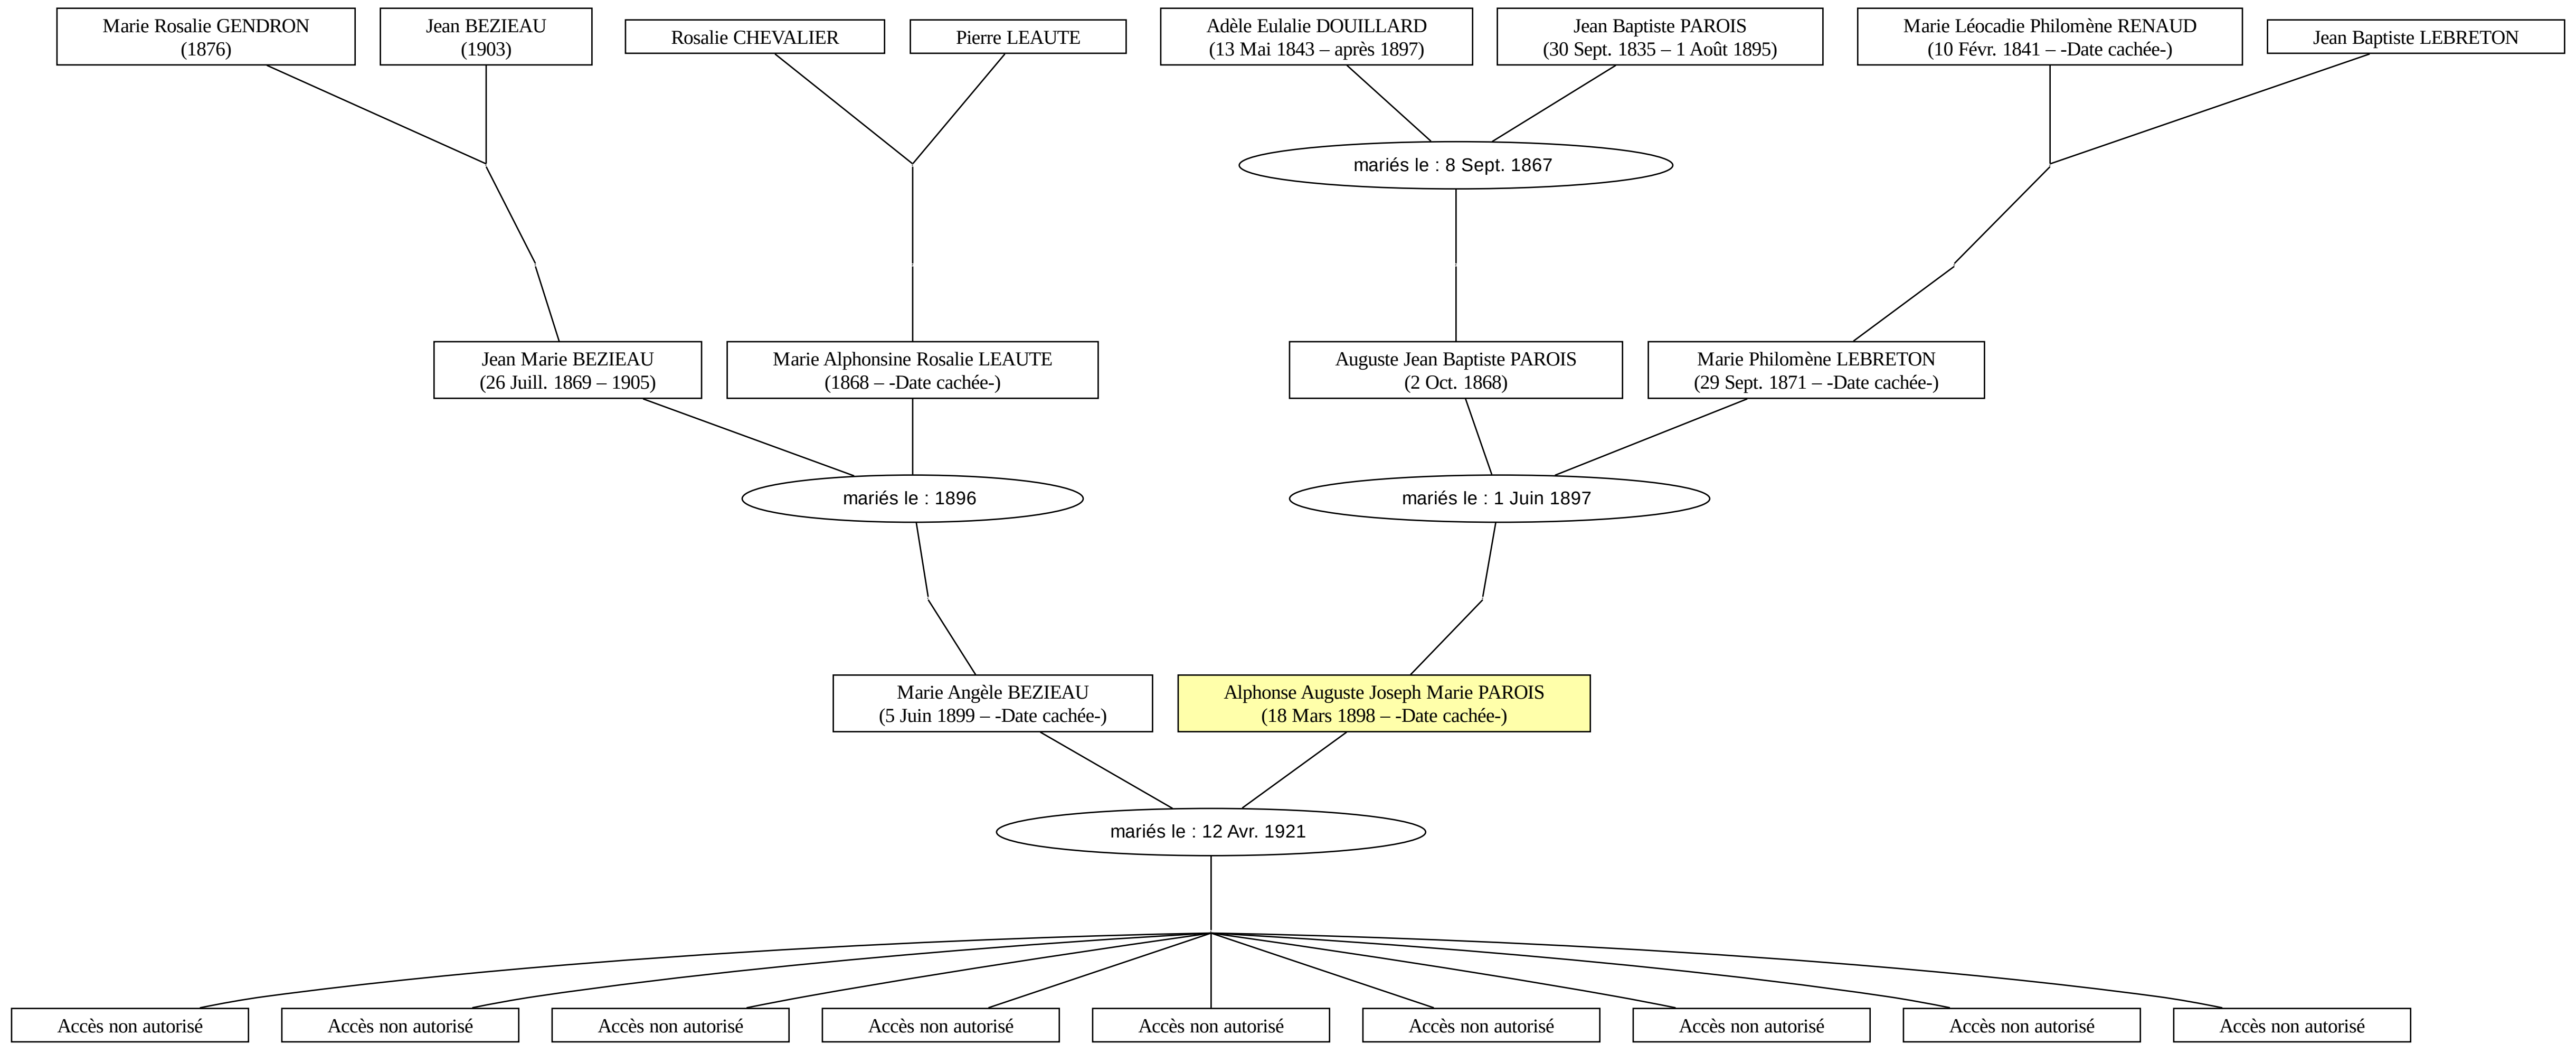 Marie Rosalie GENDRON
(1876)
Jean BEZIEAU
(1903)
Rosalie CHEVALIER
Pierre LEAUTE
Adèle Eulalie DOUILLARD
(13 Mai 1843 – après 1897)
Jean Baptiste PAROIS
(30 Sept. 1835 – 1 Août 1895)
Marie Léocadie Philomène RENAUD
(10 Févr. 1841 – -Date cachée-)
Jean Baptiste LEBRETON
mariés le : 8 Sept. 1867
Jean Marie BEZIEAU
(26 Juill. 1869 – 1905)
Marie Alphonsine Rosalie LEAUTE
(1868 – -Date cachée-)
Auguste Jean Baptiste PAROIS
(2 Oct. 1868)
Marie Philomène LEBRETON
(29 Sept. 1871 – -Date cachée-)
mariés le : 1896
mariés le : 1 Juin 1897
Marie Angèle BEZIEAU
(5 Juin 1899 – -Date cachée-)
Alphonse Auguste Joseph Marie PAROIS
(18 Mars 1898 – -Date cachée-)
mariés le : 12 Avr. 1921
Accès non autorisé
Accès non autorisé
Accès non autorisé
Accès non autorisé
Accès non autorisé
Accès non autorisé
Accès non autorisé
Accès non autorisé
Accès non autorisé